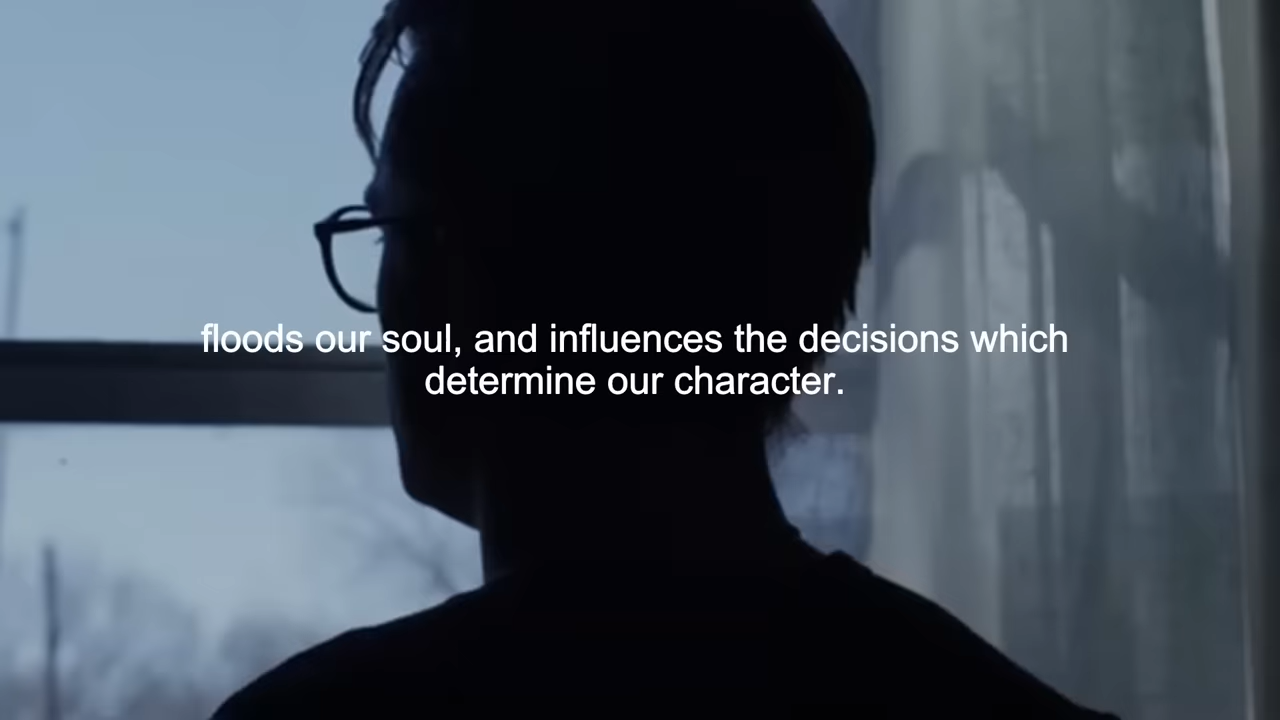 floods our soul, and influences the decisions which
determine our character.